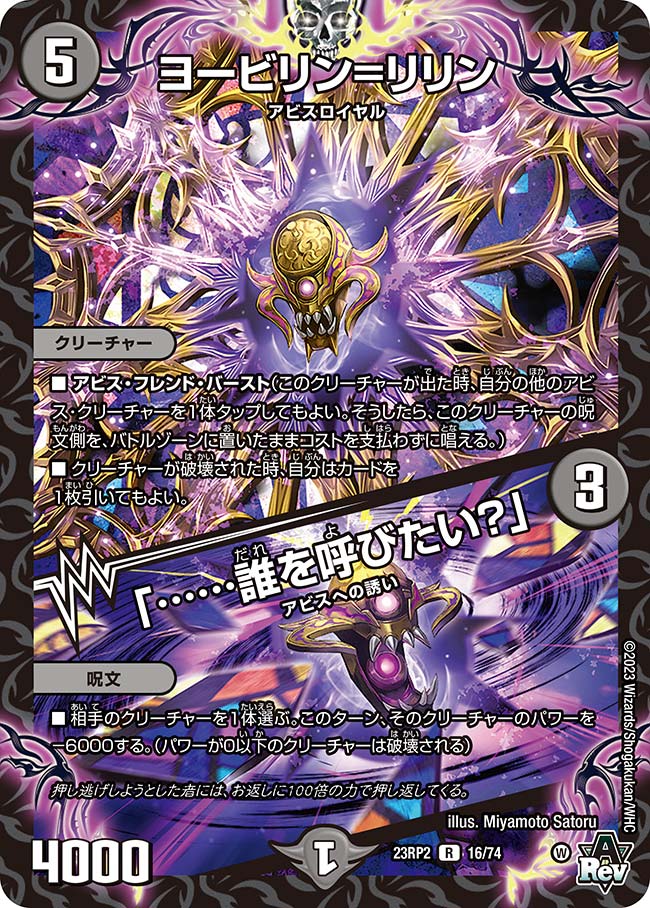 5
ヨービリン=リリン
アビスロイヤル
クリーチャー
■ アビス・フレンド・バースト(このクリーチャーが出た時、自分の他のアビ
ス・クリーチャーを1体タップしてもよい。そうしたら、このクリーチャーの呪
文側を、バトルゾーンに置いたままコストを支払わずに唱える。)
■ クリーチャーが破壊された時、自分はカードを
1枚引いてもよい。
3
「……誰を呼びたい?」
アビスへの誘い
呪文
■ 相手のクリーチャーを1体選ぶ。このターン、そのクリーチャーのパワーを
-6000する。(パワーが0以下のクリーチャーは破壊される)
押し逃げしようとした者には、お返しに100倍の力で押し返してくる。
illus. Miyamoto Satoru
4000
1
23RP2 R 16/74
W
A Rev
©2023 Wizards/Shogakukan/WHC